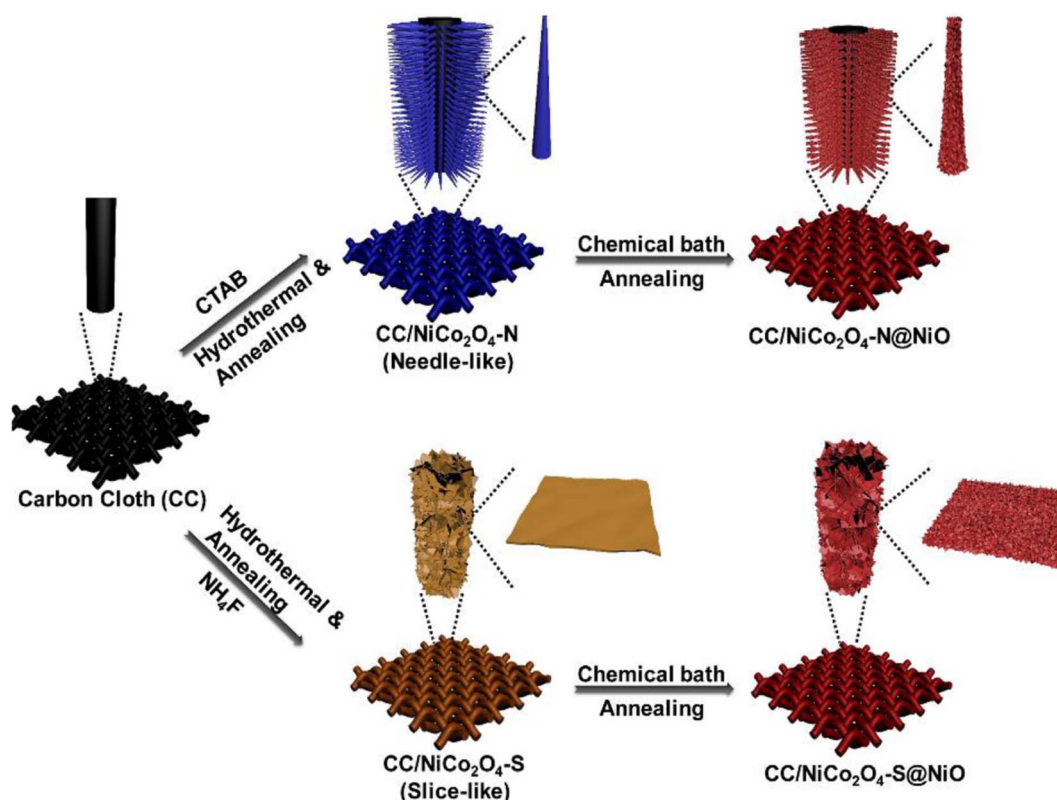 Carbon Cloth (CC)
CTAB
Hydrothermal &
Annealing
CC/NiCo₂O₄-N
(Needle-like)
Chemical bath
Annealing
CC/NiCo₂O₄-N@NiO
Hydrothermal &
Annealing
NH₄F
CC/NiCo₂O₄-S
(Slice-like)
Chemical bath
Annealing
CC/NiCo₂O₄-S@NiO